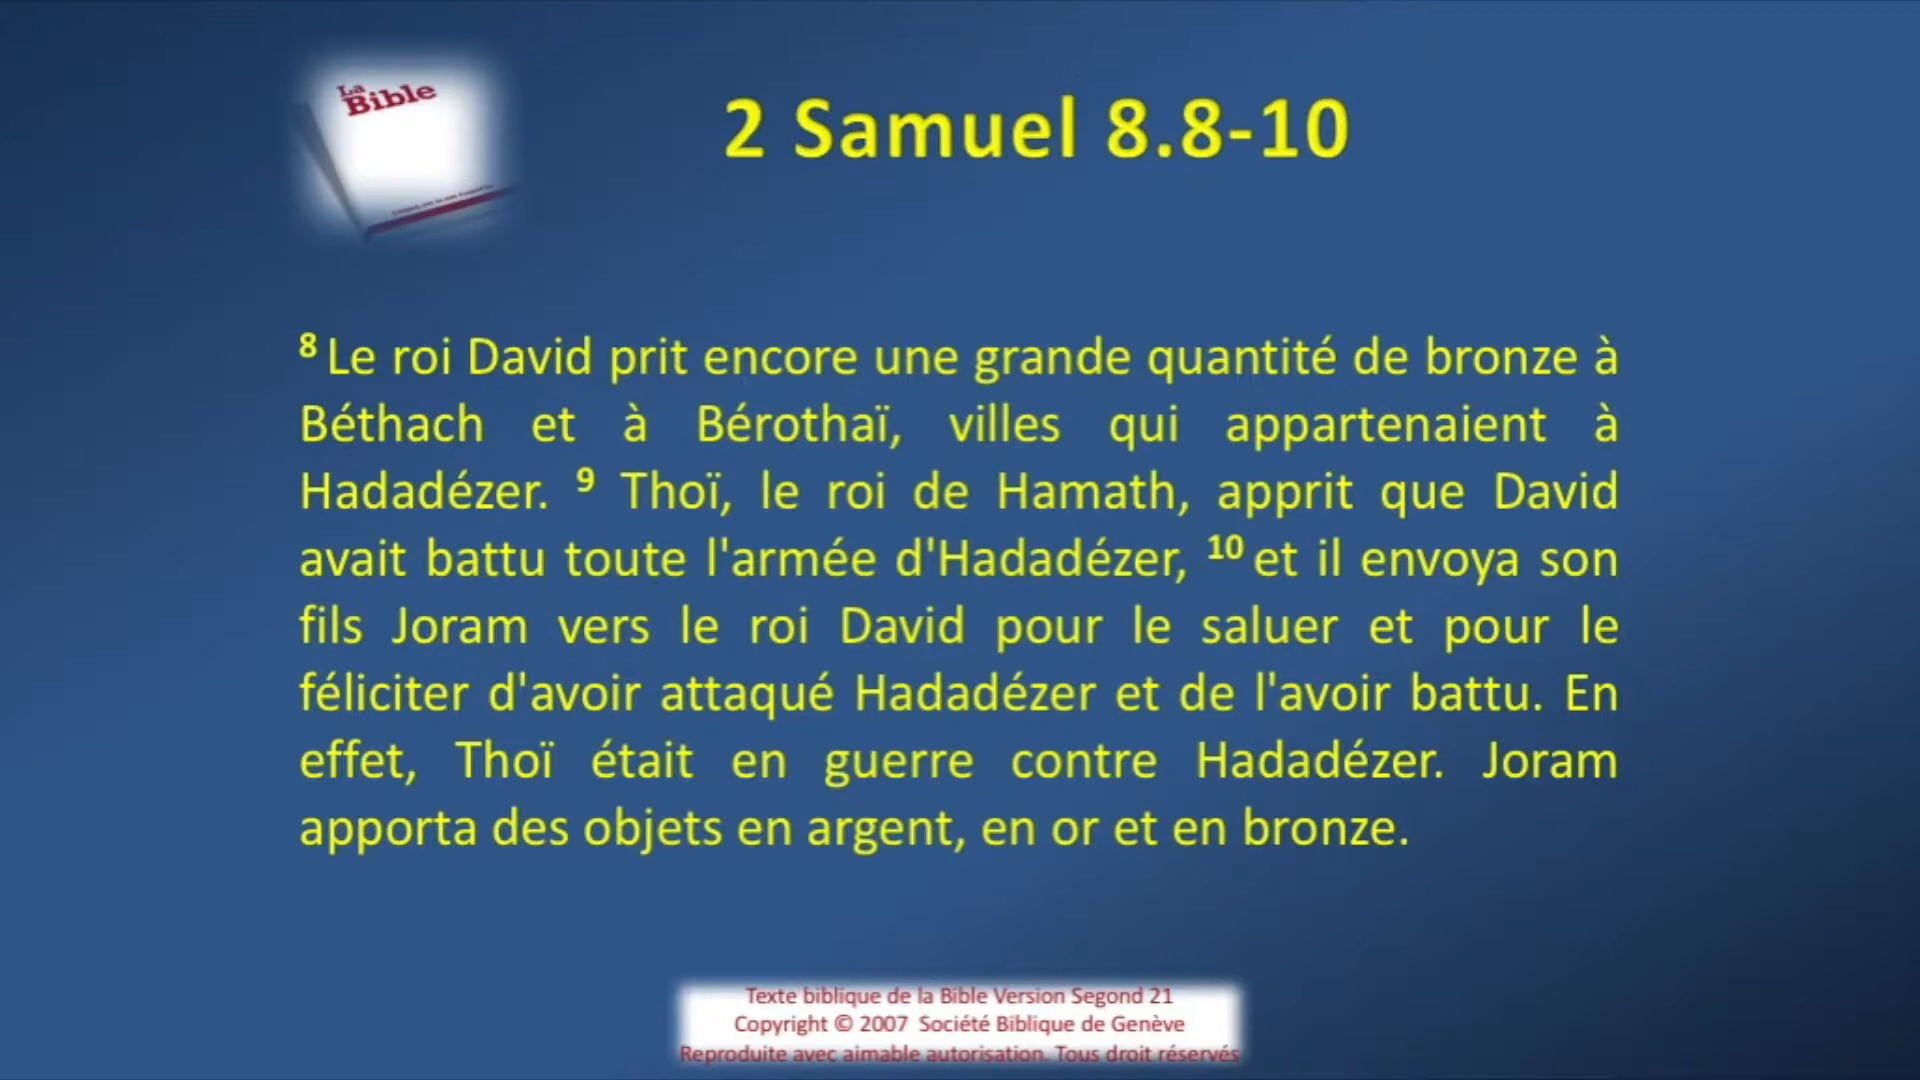 La
Bible
2 Samuel 8.8-10
8 Le roi David prit encore une grande quantité de bronze à
Béthach et à Bérothaï, villes qui appartenaient à
Hadadézer. 9 Thoï, le roi de Hamath, apprit que David
avait battu toute l'armée d'Hadadézer, 10 et il envoya son
fils Joram vers le roi David pour le saluer et pour le
féliciter d'avoir attaqué Hadadézer et de l'avoir battu. En
effet, Thoï était en guerre contre Hadadézer. Joram
apporta des objets en argent, en or et en bronze.
Texte biblique de la Bible Version Segond 21
Copyright © 2007 Société Biblique de Genève
Reproduite avec aimable autorisation. Tous droit réservés